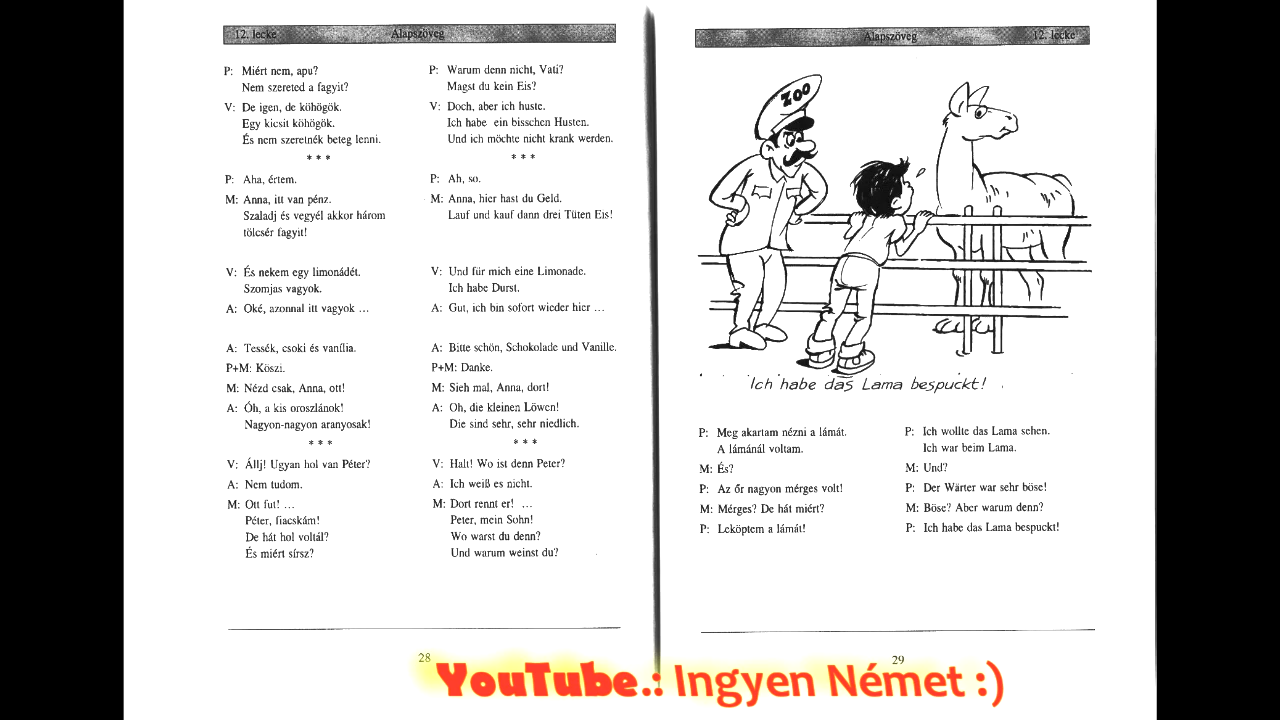 12. lecke Alapszöveg
P: Miért nem, apu?
Nem szereted a fagyit?
V: De igen, de köhögök.
Egy kicsit köhögök.
És nem szeretnék beteg lenni.
* * *
P: Aha, értem.
M: Anna, itt van pénz.
Szaladj és vegyél akkor három
tölcsér fagyit!
V: És nekem egy limonádét.
Szomjas vagyok.
A: Oké, azonnal itt vagyok ...
A: Tessék, csoki és vanília.
P+M: Köszi.
M: Nézd csak, Anna, ott!
A: Óh, a kis oroszlánok!
Nagyon-nagyon aranyosak!
* * *
V: Állj! Ugyan hol van Péter?
A: Nem tudom.
M: Ott fut! ...
Péter, fiacskám!
De hát hol voltál?
És miért sírsz?
P: Warum denn nicht, Vati?
Magst du kein Eis?
V: Doch, aber ich huste.
Ich habe ein bisschen Husten.
Und ich möchte nicht krank werden.
* * *
P: Ah, so.
M: Anna, hier hast du Geld.
Lauf und kauf dann drei Tüten Eis!
V: Und für mich eine Limonade.
Ich habe Durst.
A: Gut, ich bin sofort wieder hier ...
A: Bitte schön, Schokolade und Vanille.
P+M: Danke.
M: Sieh mal, Anna, dort!
A: Oh, die kleinen Löwen!
Die sind sehr, sehr niedlich.
* * *
V: Halt! Wo ist denn Peter?
A: Ich weiß es nicht.
M: Dort rennt er! ...
Peter, mein Sohn!
Wo warst du denn?
Und warum weinst du?
28
Alapszöveg 12. lecke
ZOO
Ich habe das Lama bespuckt!
P: Meg akartam nézni a lámát.
A lámánál voltam.
M: És?
P: Az őr nagyon mérges volt!
M: Mérges? De hát miért?
P: Leköptem a lámát!
P: Ich wollte das Lama sehen.
Ich war beim Lama.
M: Und?
P: Der Wärter war sehr böse!
M: Böse? Aber warum denn?
P: Ich habe das Lama bespuckt!
29
YouTube.: Ingyen Német :)